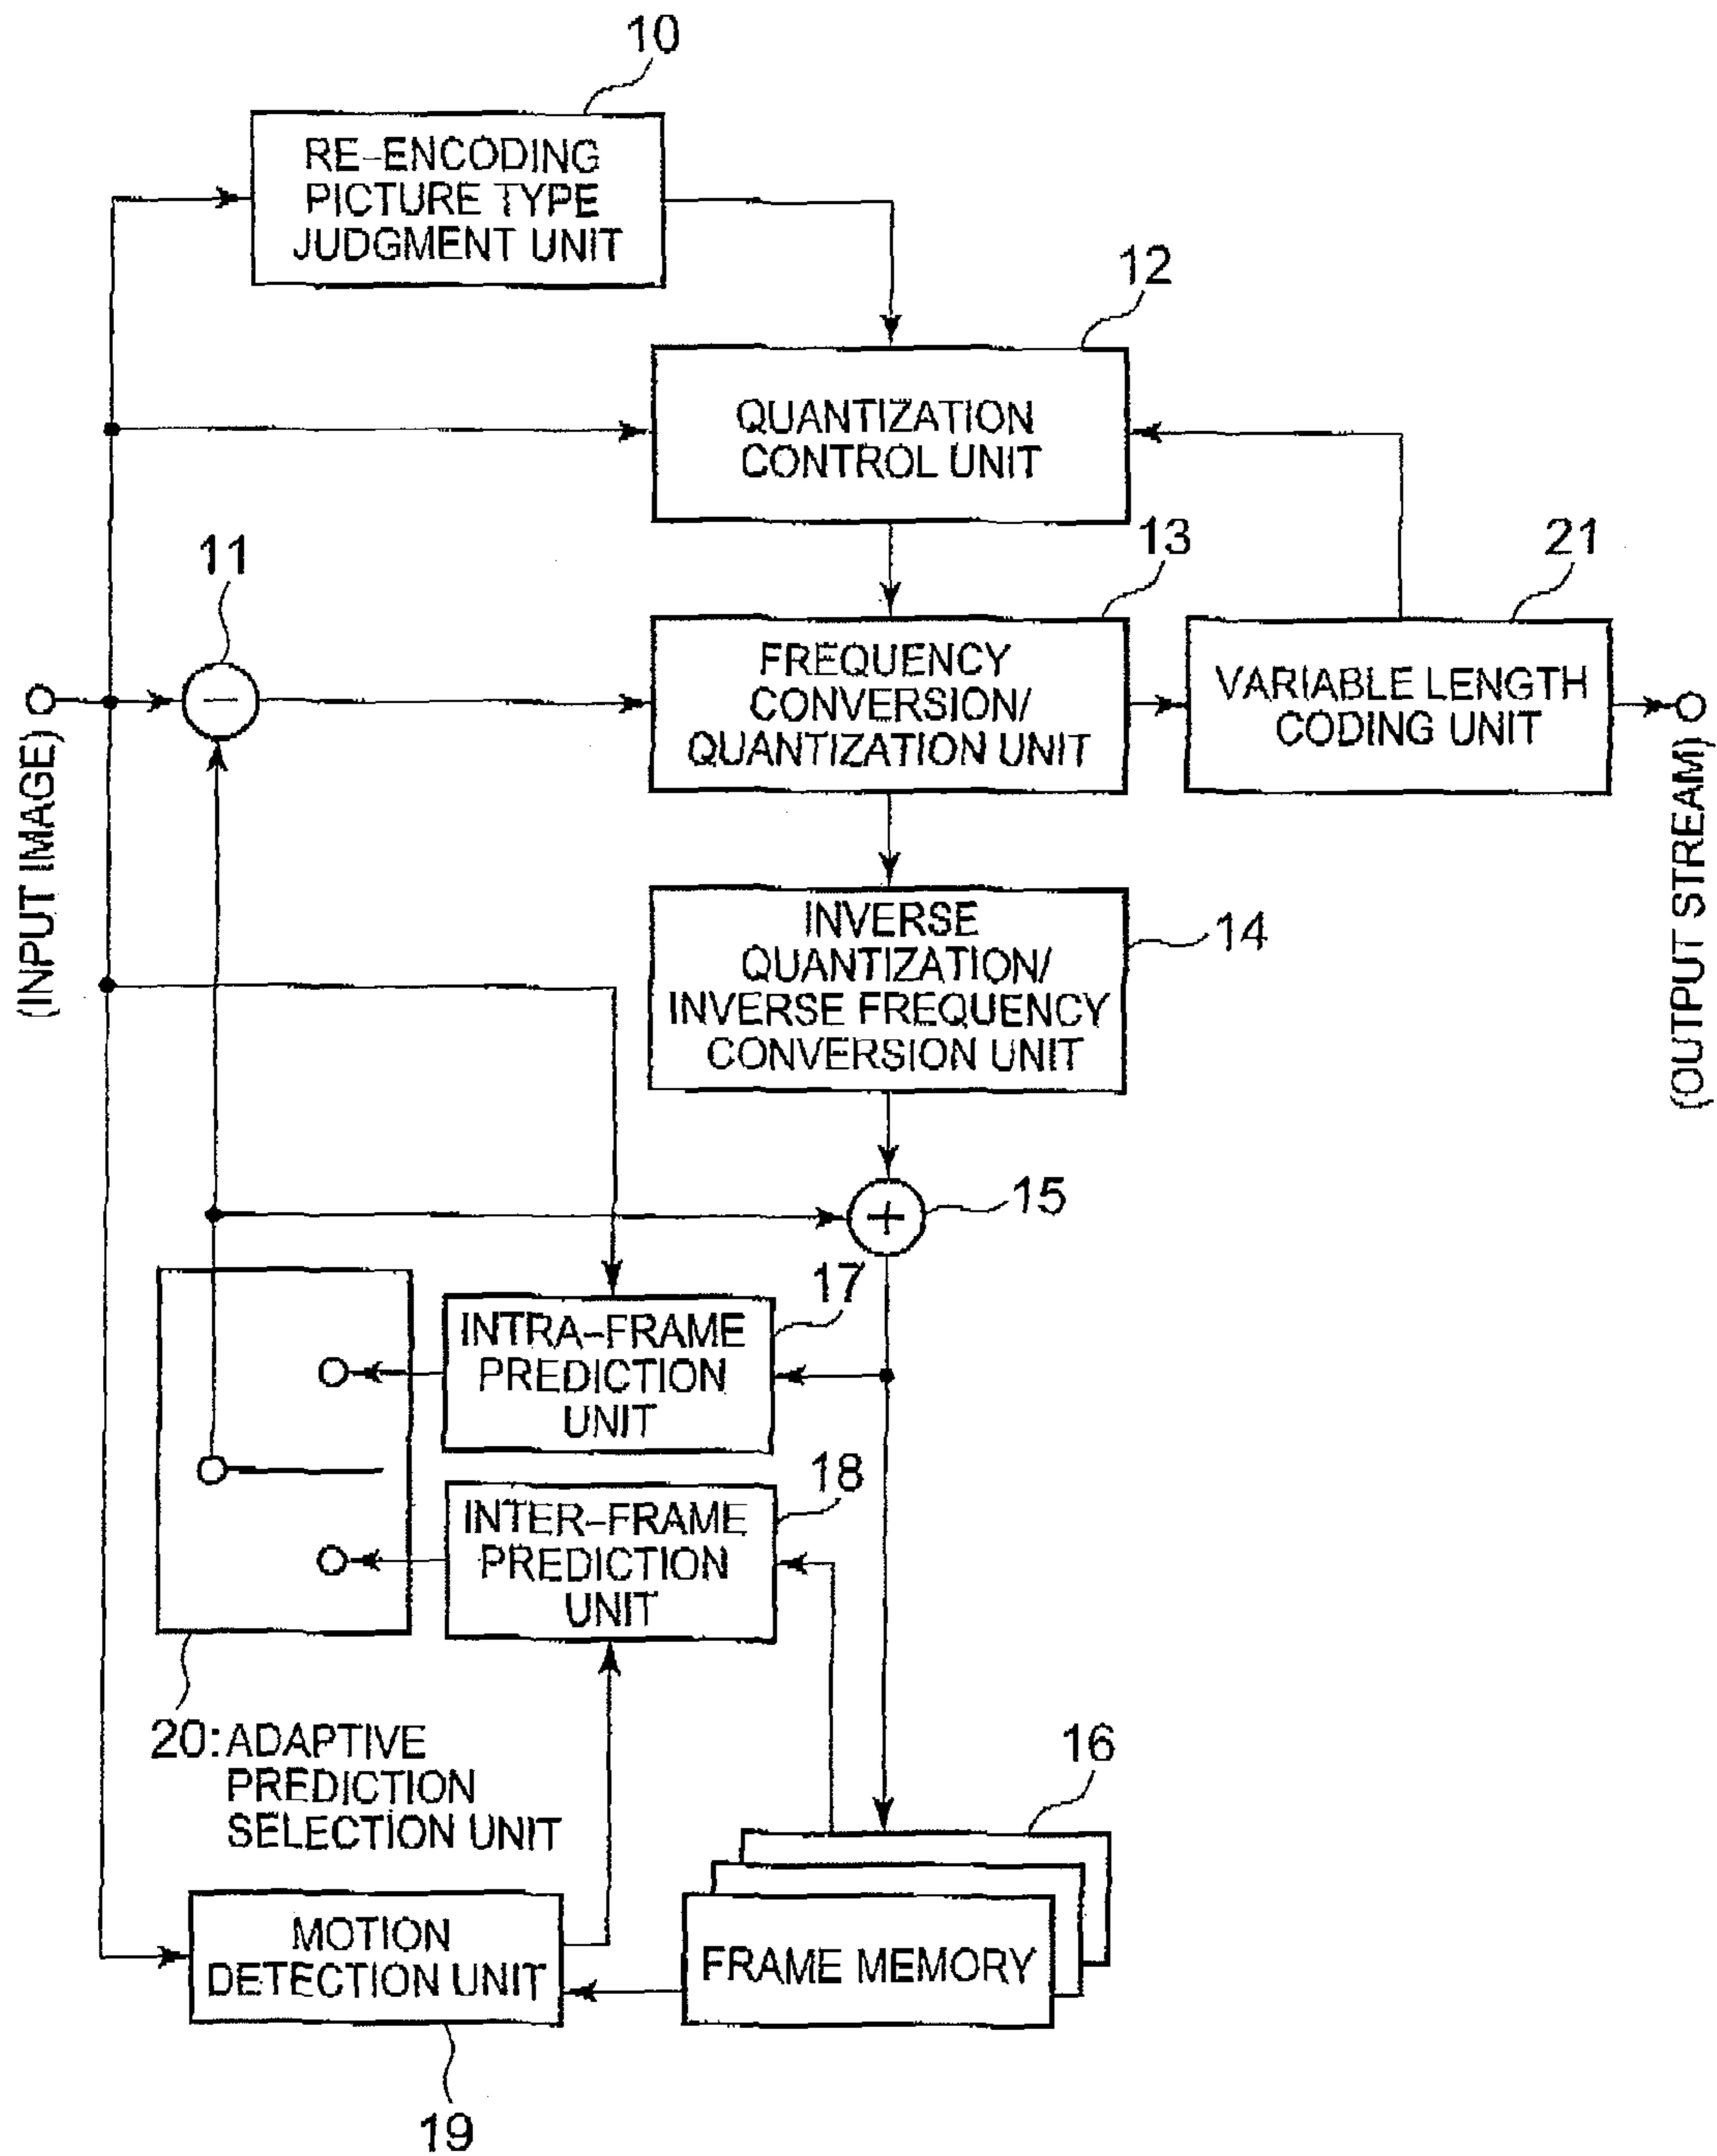 10
RE-ENCODING
PICTURE TYPE
JUDGMENT UNIT
12
QUANTIZATION
CONTROL UNIT
11
13
21
FREQUENCY
CONVERSION/
QUANTIZATION UNIT
VARIABLE LENGTH
CODING UNIT
(INPUT IMAGE)
(OUTPUT STREAM)
INVERSE
QUANTIZATION/
INVERSE FREQUENCY
CONVERSION UNIT
14
15
17
INTRA-FRAME
PREDICTION
UNIT
18
INTER-FRAME
PREDICTION
UNIT
20:ADAPTIVE
PREDICTION
SELECTION UNIT
16
MOTION
DETECTION UNIT
FRAME MEMORY
19